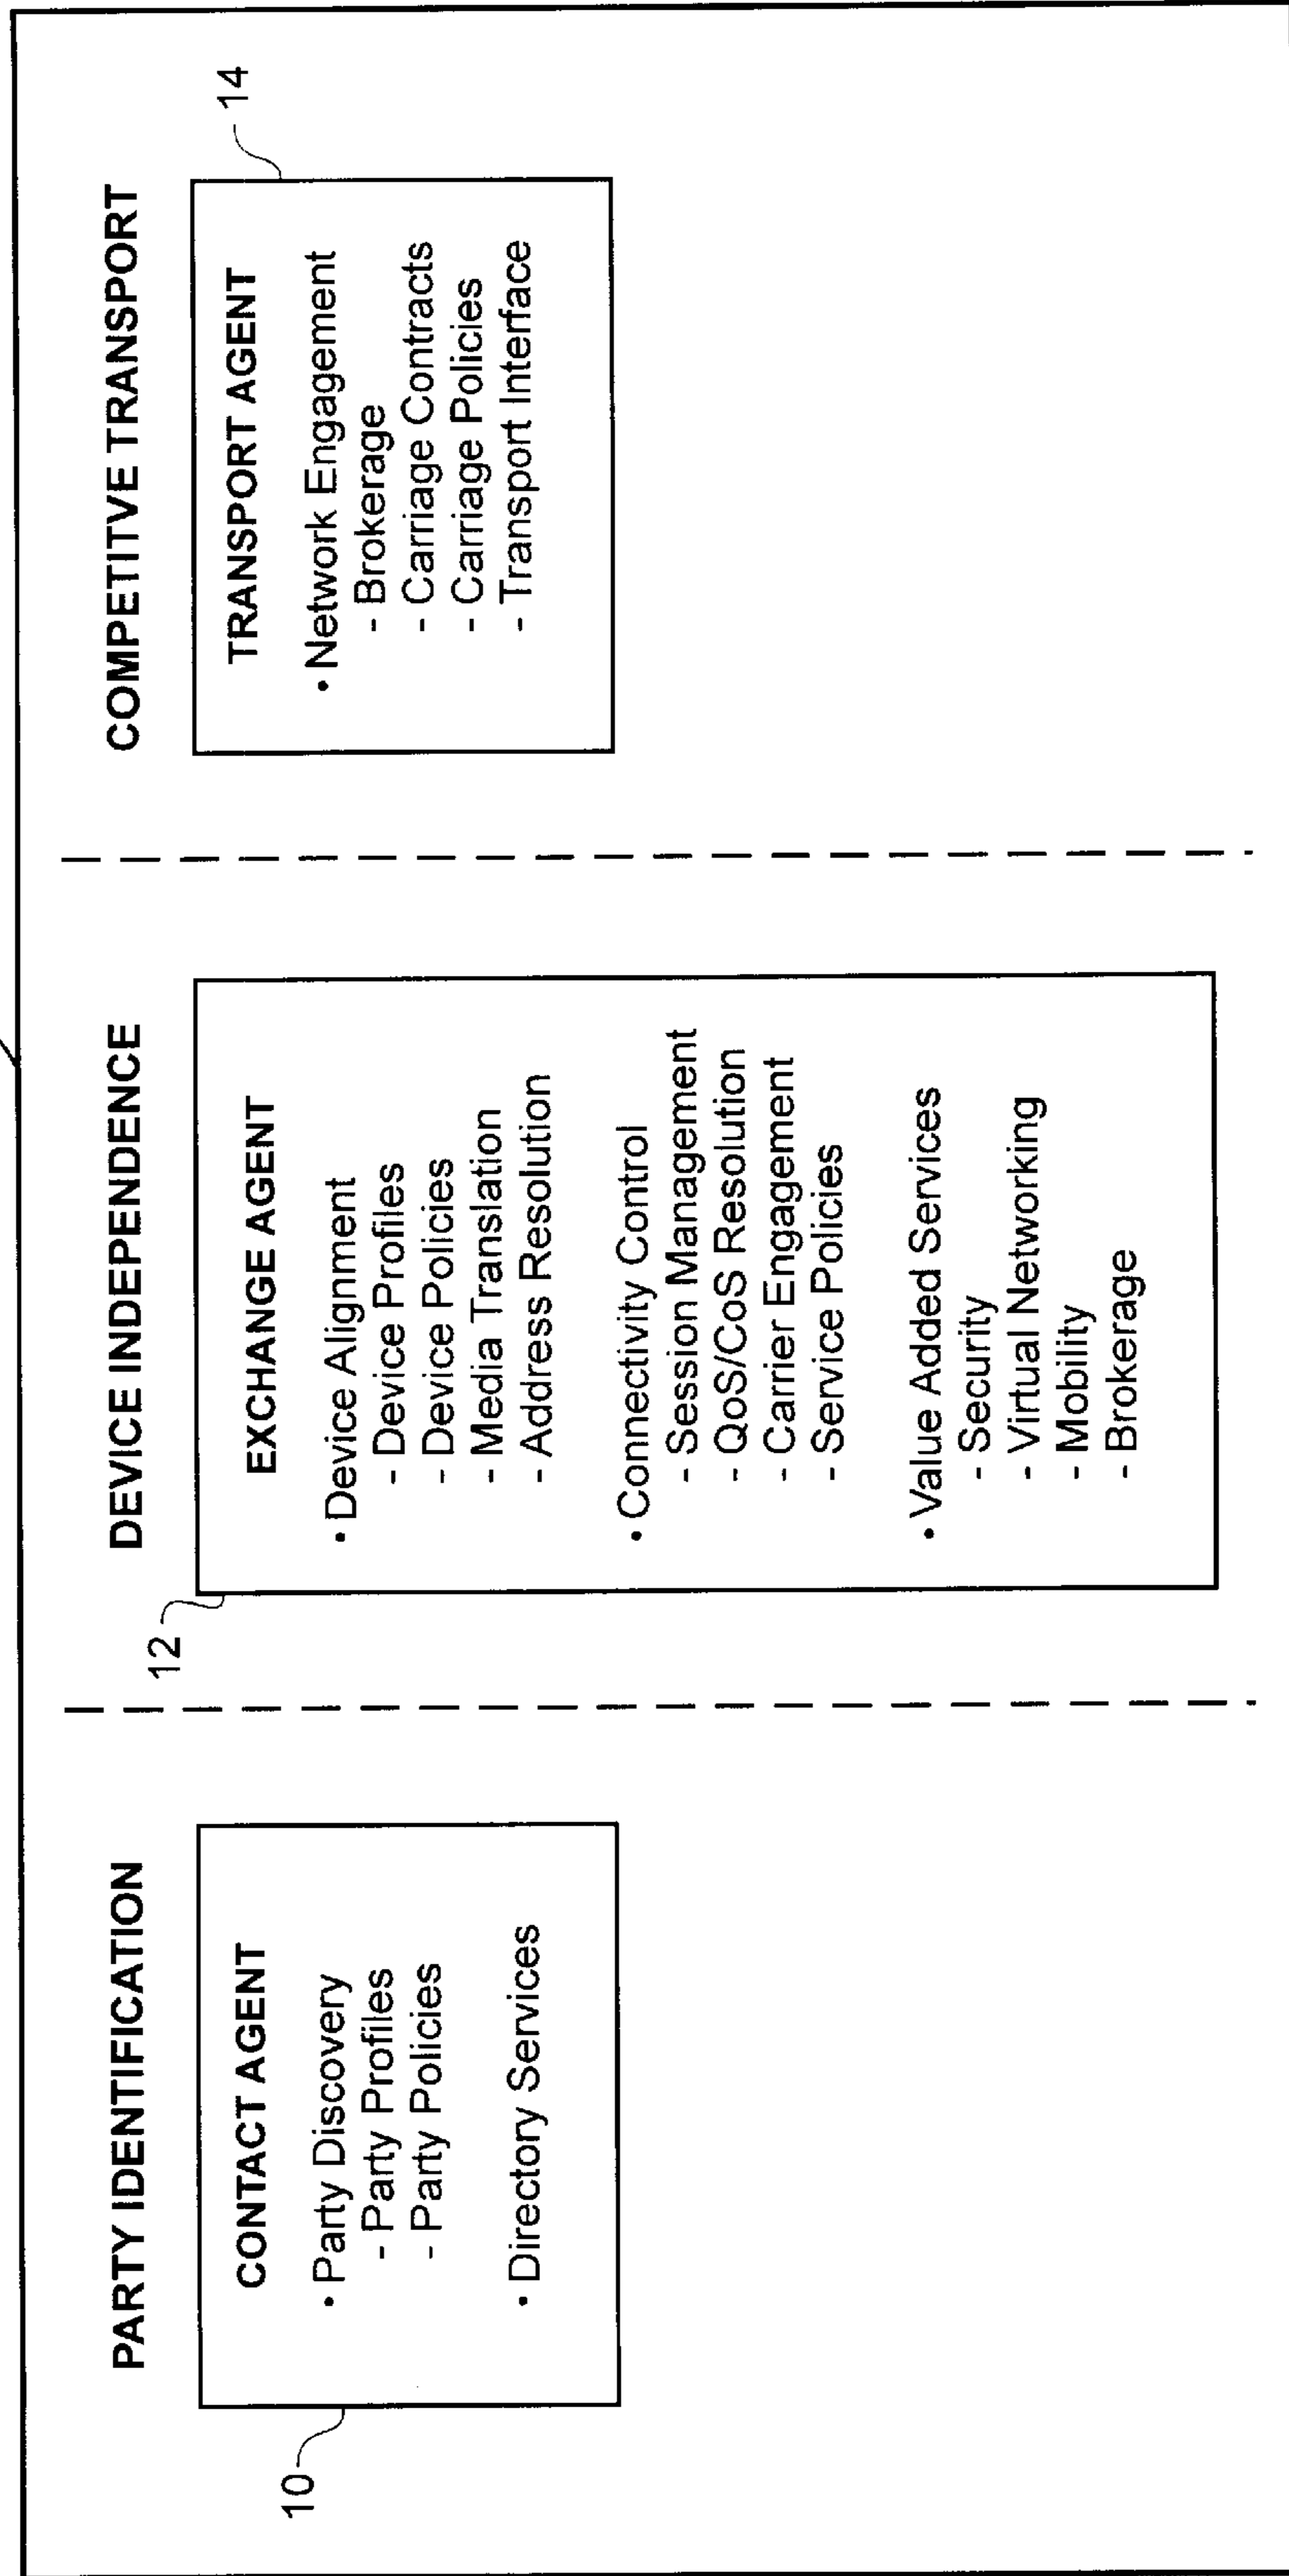 PARTY IDENTIFICATION
10
CONTACT AGENT
• Party Discovery
- Party Profiles
- Party Policies
• Directory Services
DEVICE INDEPENDENCE
12
EXCHANGE AGENT
• Device Alignment
- Device Profiles
- Device Policies
- Media Translation
- Address Resolution
• Connectivity Control
- Session Management
- QoS/CoS Resolution
- Carrier Engagement
- Service Policies
• Value Added Services
- Security
- Virtual Networking
- Mobility
- Brokerage
COMPETITVE TRANSPORT
14
TRANSPORT AGENT
• Network Engagement
- Brokerage
- Carriage Contracts
- Carriage Policies
- Transport Interface